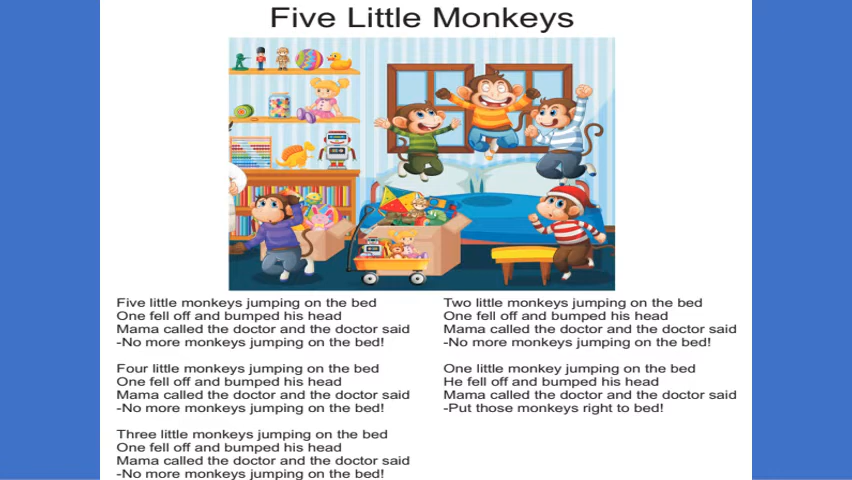 Five Little Monkeys
Five little monkeys jumping on the bed
One fell off and bumped his head
Mama called the doctor and the doctor said
-No more monkeys jumping on the bed!
Four little monkeys jumping on the bed
One fell off and bumped his head
Mama called the doctor and the doctor said
-No more monkeys jumping on the bed!
Three little monkeys jumping on the bed
One fell off and bumped his head
Mama called the doctor and the doctor said
-No more monkeys jumping on the bed!
Two little monkeys jumping on the bed
One fell off and bumped his head
Mama called the doctor and the doctor said
-No more monkeys jumping on the bed!
One little monkey jumping on the bed
He fell off and bumped his head
Mama called the doctor and the doctor said
-Put those monkeys right to bed!